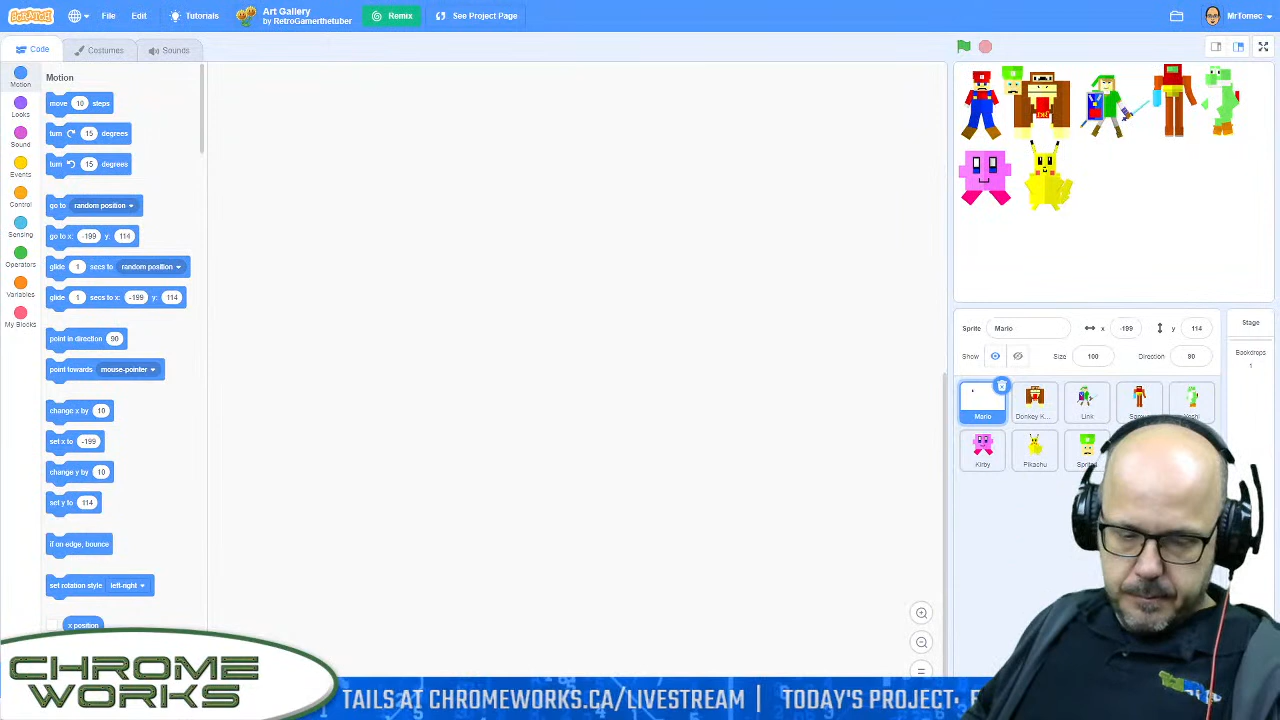 SCRATCH File Edit Tutorials Art Gallery by RetroGamerthetuber Remix See Project Page MrTomec
Code Costumes Sounds
Motion
Looks
Sound
Events
Control
Sensing
Operators
Variables
My Blocks
Motion
move 10 steps
turn 15 degrees
turn 15 degrees
go to random position
go to x: -199 y: 114
glide 1 secs to random position
glide 1 secs to x: -199 y: 114
point in direction 90
point towards mouse-pointer
change x by 10
set x to -199
change y by 10
set y to 114
if on edge, bounce
set rotation style left-right
x position
DK
Sprite Mario x -199 y 114
Show Size 100 Direction 90
Stage
Backdrops
1
Mario Donkey K... Link
Kirby Pikachu
CHROME
WORKS
TAILS AT CHROMEWORKS.CA/LIVESTREAM | TODAY'S PROJECT: